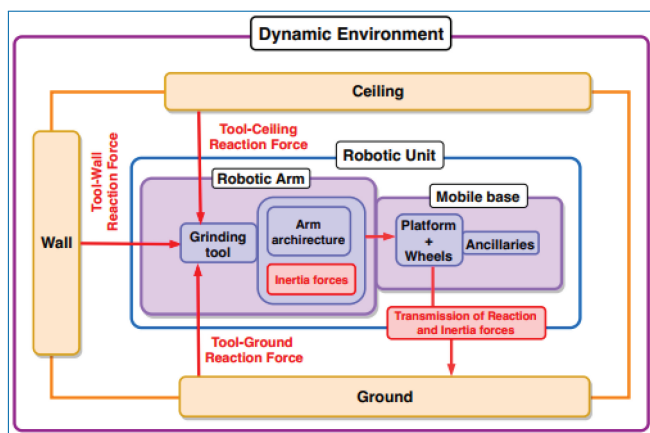 Dynamic Environment
Ceiling
Tool-Ceiling
Reaction Force
Tool-Wall
Reaction Force
Robotic Unit
Robotic Arm
Mobile base
Wall
Grinding
tool
Arm
archirecture
Inertia forces
Platform
+
Wheels
Ancillaries
Transmission of Reaction
and Inertia forces
Tool-Ground
Reaction Force
Ground